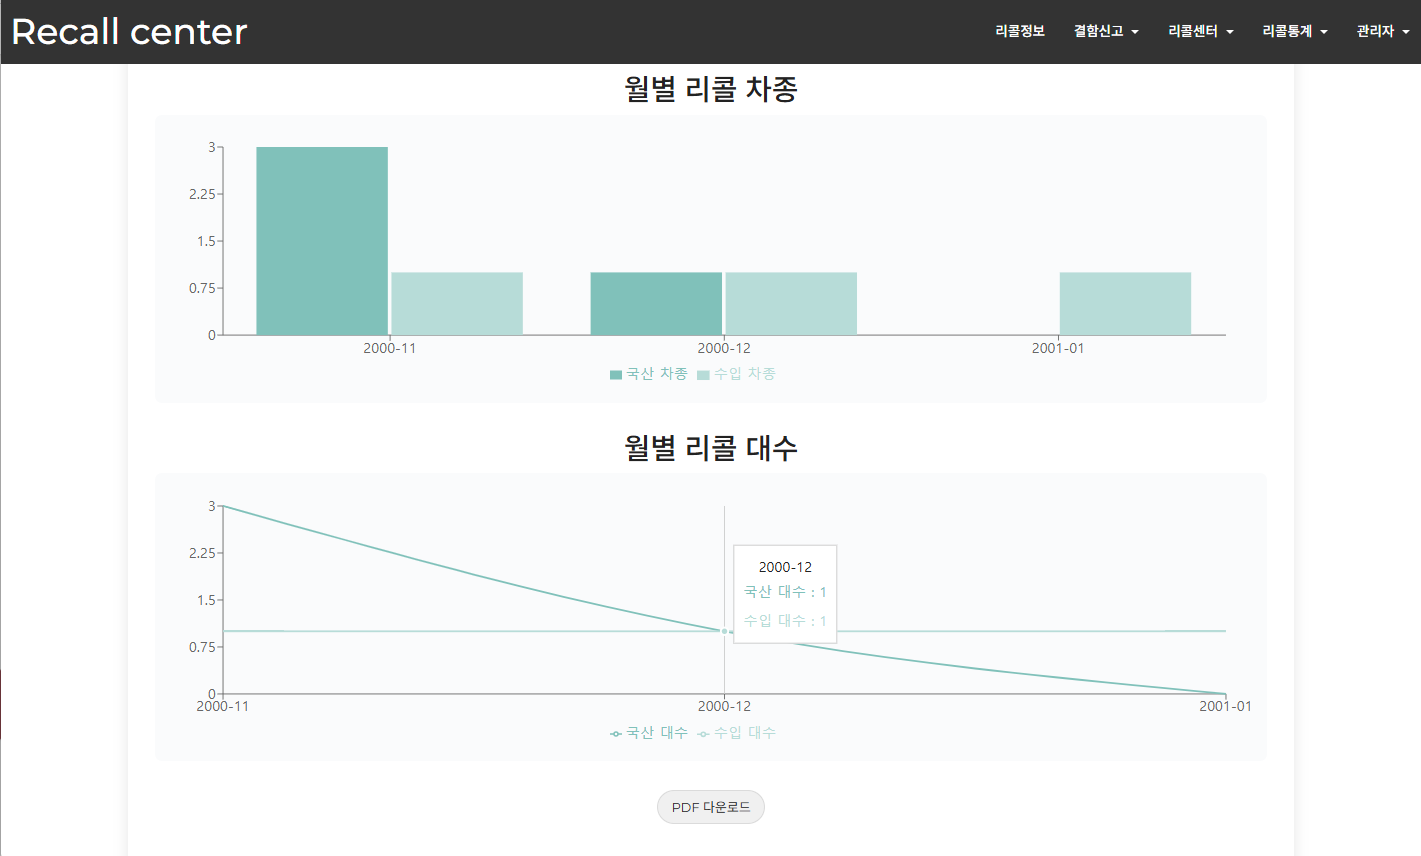 Recall center
리콜정보 결함신고 리콜센터 리콜통계 관리자
월별 리콜 차종
3
2.25
1.5
0.75
0
2000-11 2000-12 2001-01
국산 차종 수입 차종
월별 리콜 대수
3
2.25
1.5
0.75
0
2000-12
국산 대수 : 1
수입 대수 : 1
2000-11 2000-12 2001-01
국산 대수 수입 대수
PDF 다운로드